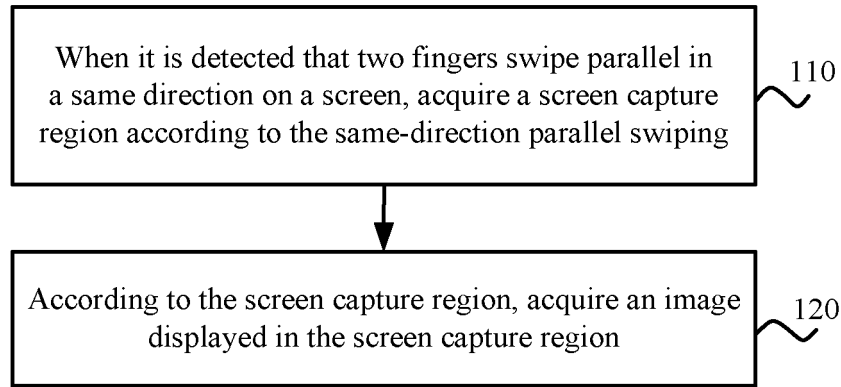 When it is detected that two fingers swipe parallel in
a same direction on a screen, acquire a screen capture
region according to the same-direction parallel swiping
110
According to the screen capture region, acquire an image
displayed in the screen capture region
120